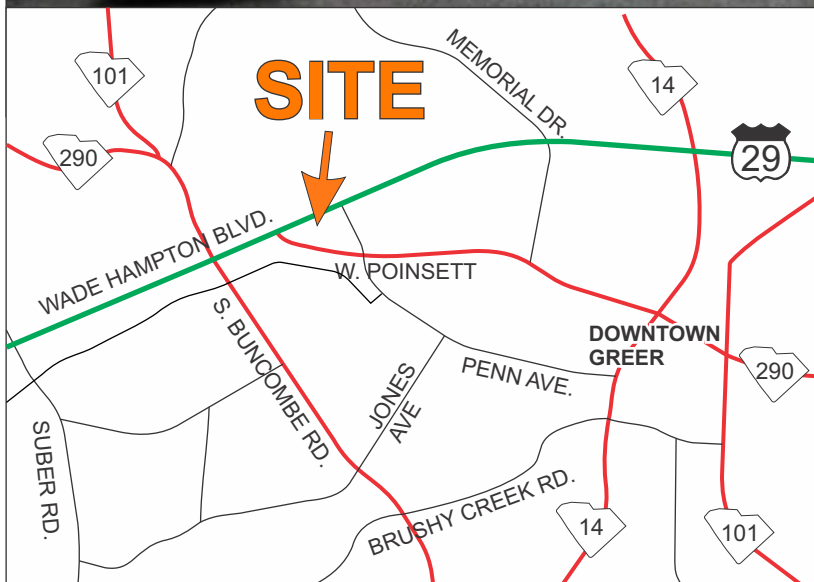 101
SITE
MEMORIAL DR.
14
290
29
WADE HAMPTON BLVD.
W. POINSETT
S. BUNCOMBE RD.
DOWNTOWN
GREER
JONES
AVE
PENN AVE.
290
SUBER RD.
BRUSHY CREEK RD.
14
101